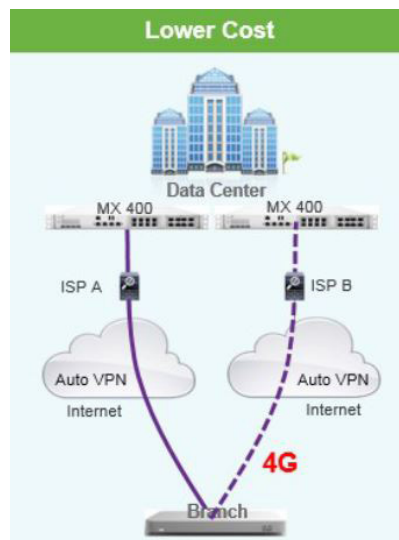 Lower Cost
Data Center
MX 400
MX 400
ISP A
ISP B
Auto VPN
Auto VPN
Internet
Internet
4G
Branch